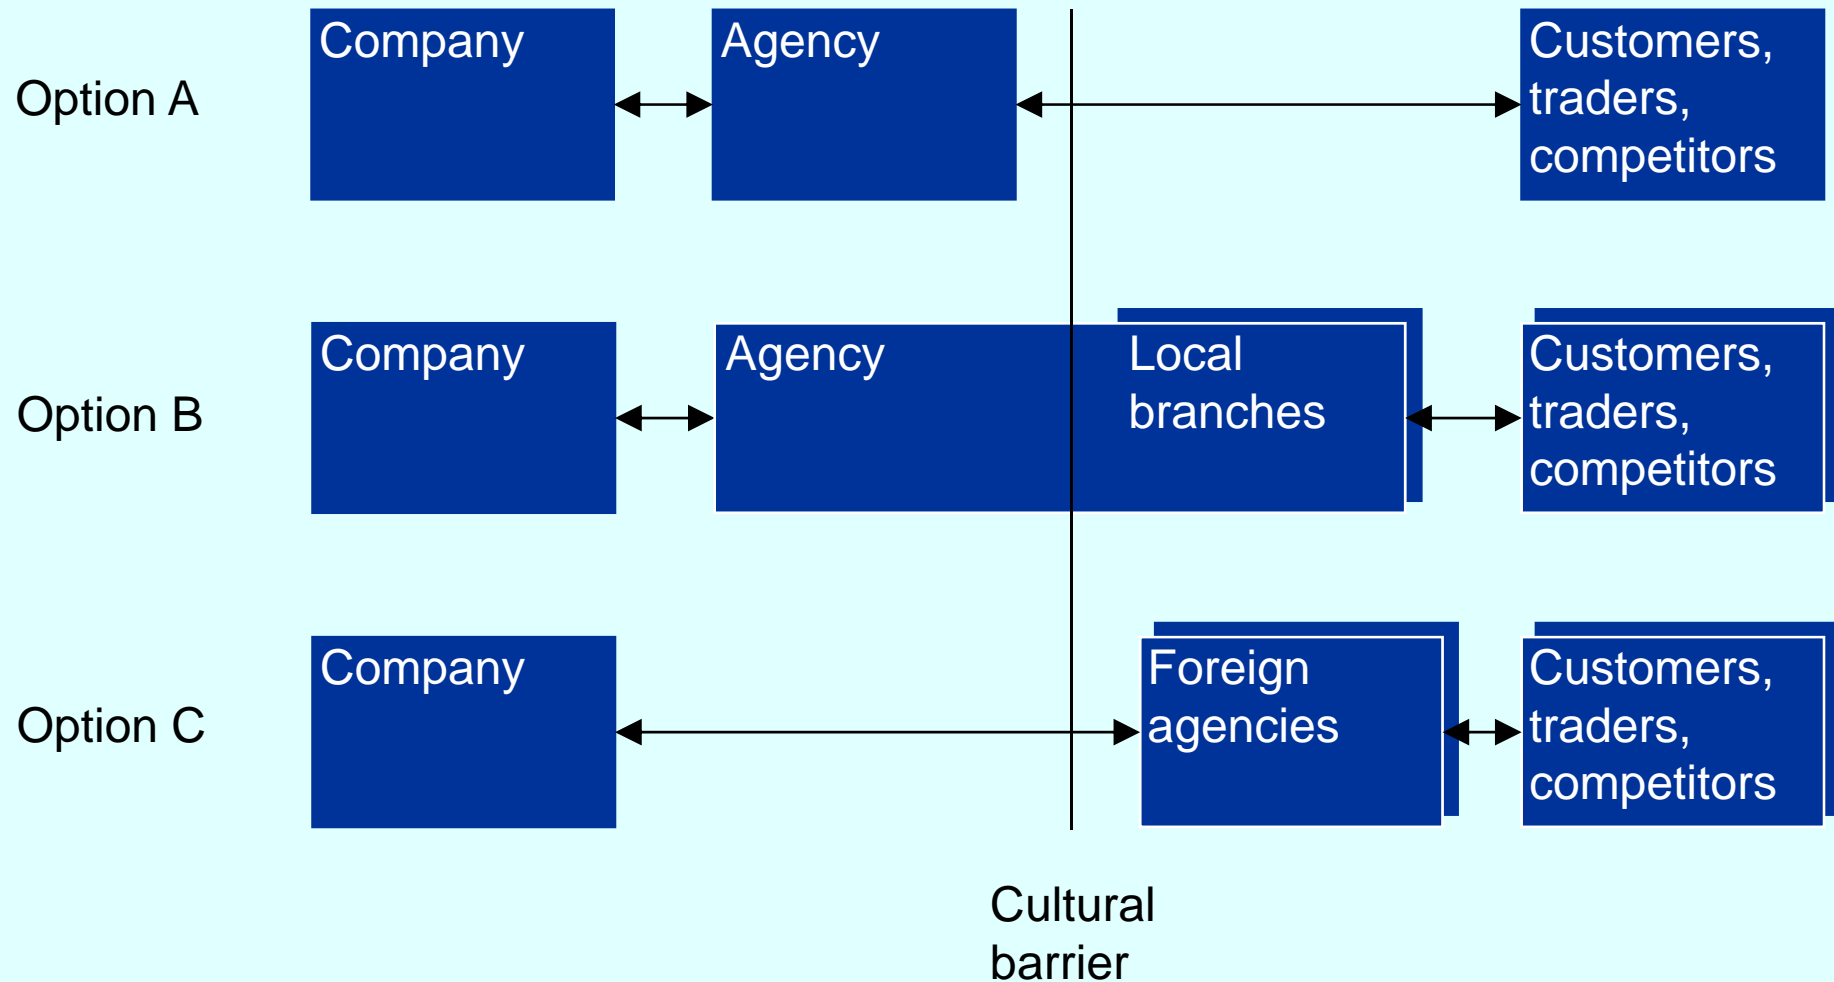 Option A
Company
Agency
Customers,
traders,
competitors
Option B
Company
Agency
Local
branches
Customers,
traders,
competitors
Option C
Company
Foreign
agencies
Customers,
traders,
competitors
Cultural
barrier